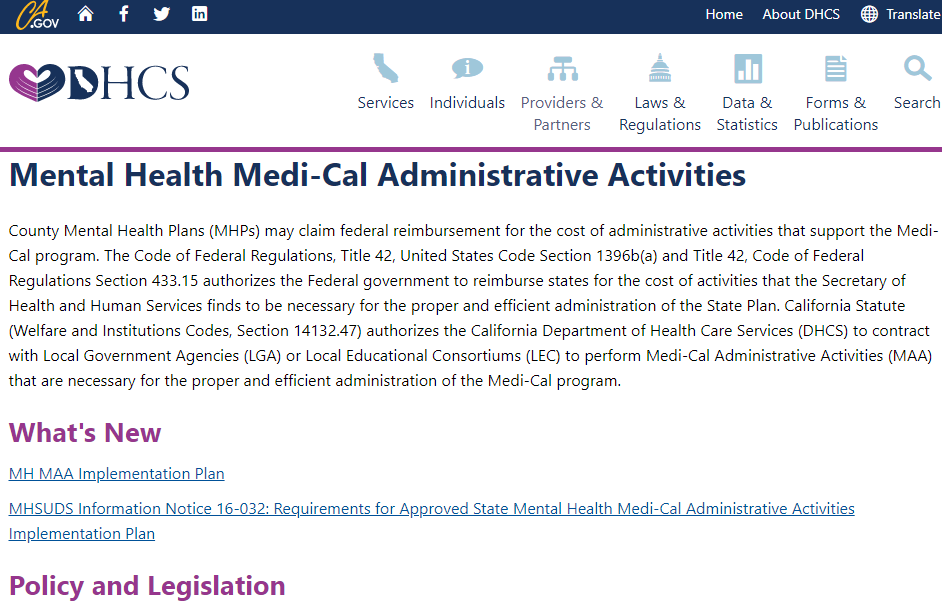 CA.GOV
Home About DHCS Translate
DHCS
Services Individuals Providers & Partners Laws & Regulations Data & Statistics Forms & Publications Search
Mental Health Medi-Cal Administrative Activities
County Mental Health Plans (MHPs) may claim federal reimbursement for the cost of administrative activities that support the Medi-
Cal program. The Code of Federal Regulations, Title 42, United States Code Section 1396b(a) and Title 42, Code of Federal
Regulations Section 433.15 authorizes the Federal government to reimburse states for the cost of activities that the Secretary of
Health and Human Services finds to be necessary for the proper and efficient administration of the State Plan. California Statute
(Welfare and Institutions Codes, Section 14132.47) authorizes the California Department of Health Care Services (DHCS) to contract
with Local Government Agencies (LGA) or Local Educational Consortiums (LEC) to perform Medi-Cal Administrative Activities (MAA)
that are necessary for the proper and efficient administration of the Medi-Cal program.
What's New
MH MAA Implementation Plan
MHSUDS Information Notice 16-032: Requirements for Approved State Mental Health Medi-Cal Administrative Activities
Implementation Plan
Policy and Legislation